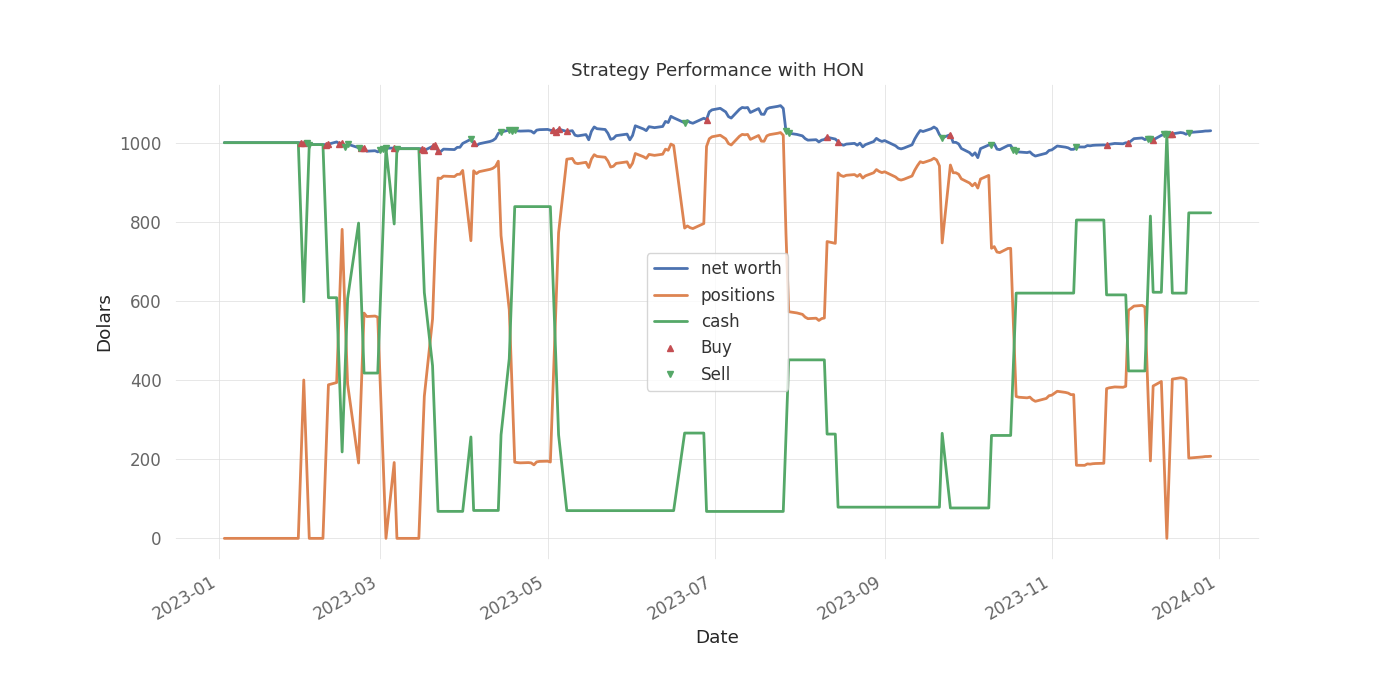 Strategy Performance with HON
Dolars
1000
800
600
400
200
0
net worth
positions
cash
Buy
Sell
2023-01
2023-03
2023-05
2023-07
2023-09
2023-11
2024-01
Date